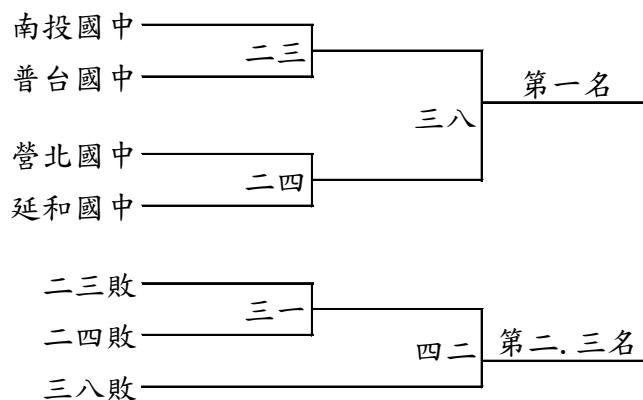 南投國中
二三
普台國中
第一名
三八
營北國中
二四
延和國中
二三敗
三一
二四敗
四二
第二.三名
三八敗